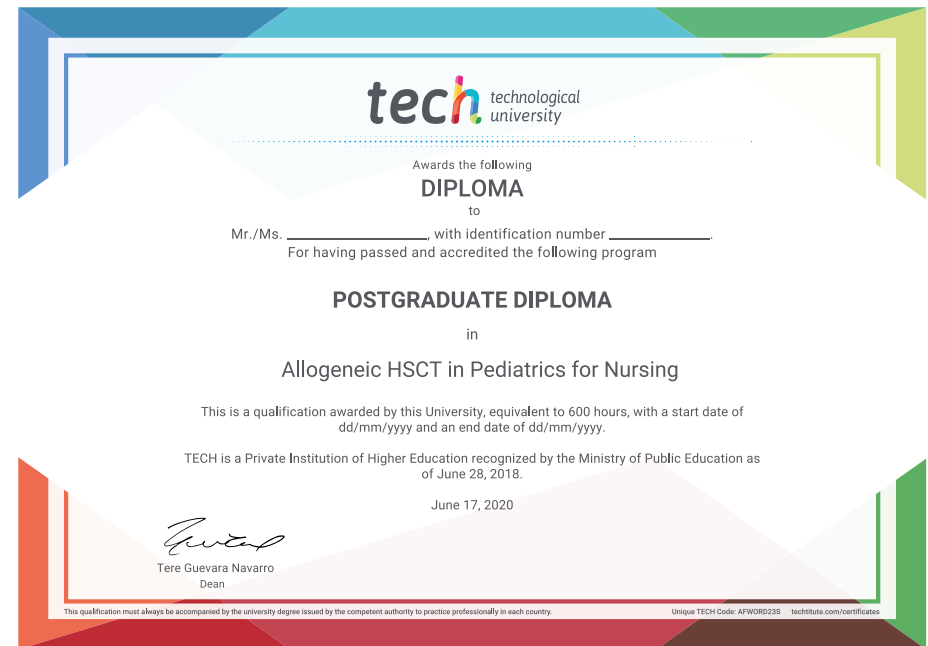 tech technological
university
Awards the following
DIPLOMA
to
Mr./Ms. ____________________, with identification number ______________.
For having passed and accredited the following program
POSTGRADUATE DIPLOMA
in
Allogeneic HSCT in Pediatrics for Nursing
This is a qualification awarded by this University, equivalent to 600 hours, with a start date of
dd/mm/yyyy and an end date of dd/mm/yyyy.
TECH is a Private Institution of Higher Education recognized by the Ministry of Public Education as
of June 28, 2018.
June 17, 2020
Tere Guevara Navarro
Dean
This qualification must always be accompanied by the university degree issued by the competent authority to practice professionally in each country. Unique TECH Code: AFWORD23S techtitute.com/certificates